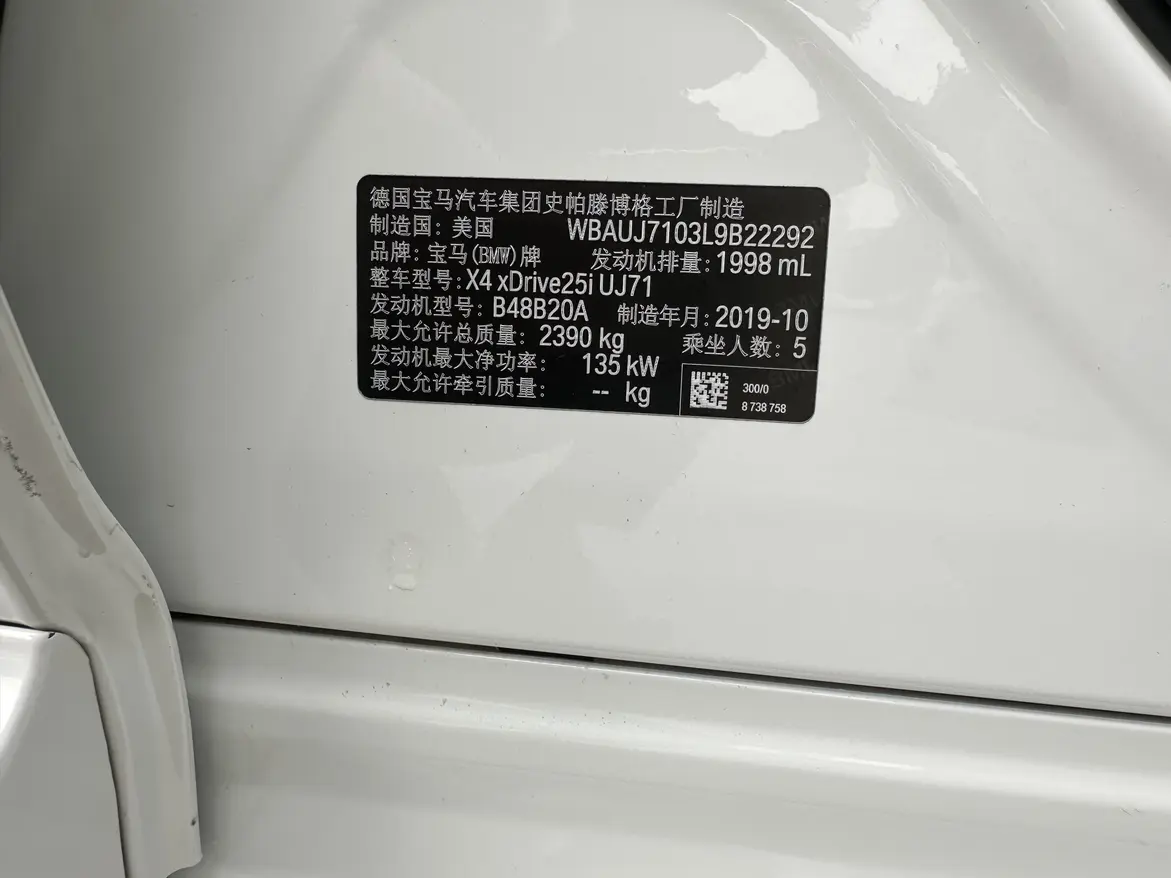 德国宝马汽车集团史帕滕博格工厂制造
制造国：美国 WBAUJ7103L9B22292
品牌：宝马(BMW)牌 发动机排量：1998 mL
整车型号：X4 xDrive25i UJ71
发动机型号：B48B20A 制造年月：2019-10
最大允许总质量：2390 kg 乘坐人数：5
发动机最大净功率：135 kW
最大允许牵引质量：-- kg
300/0
8 738 758